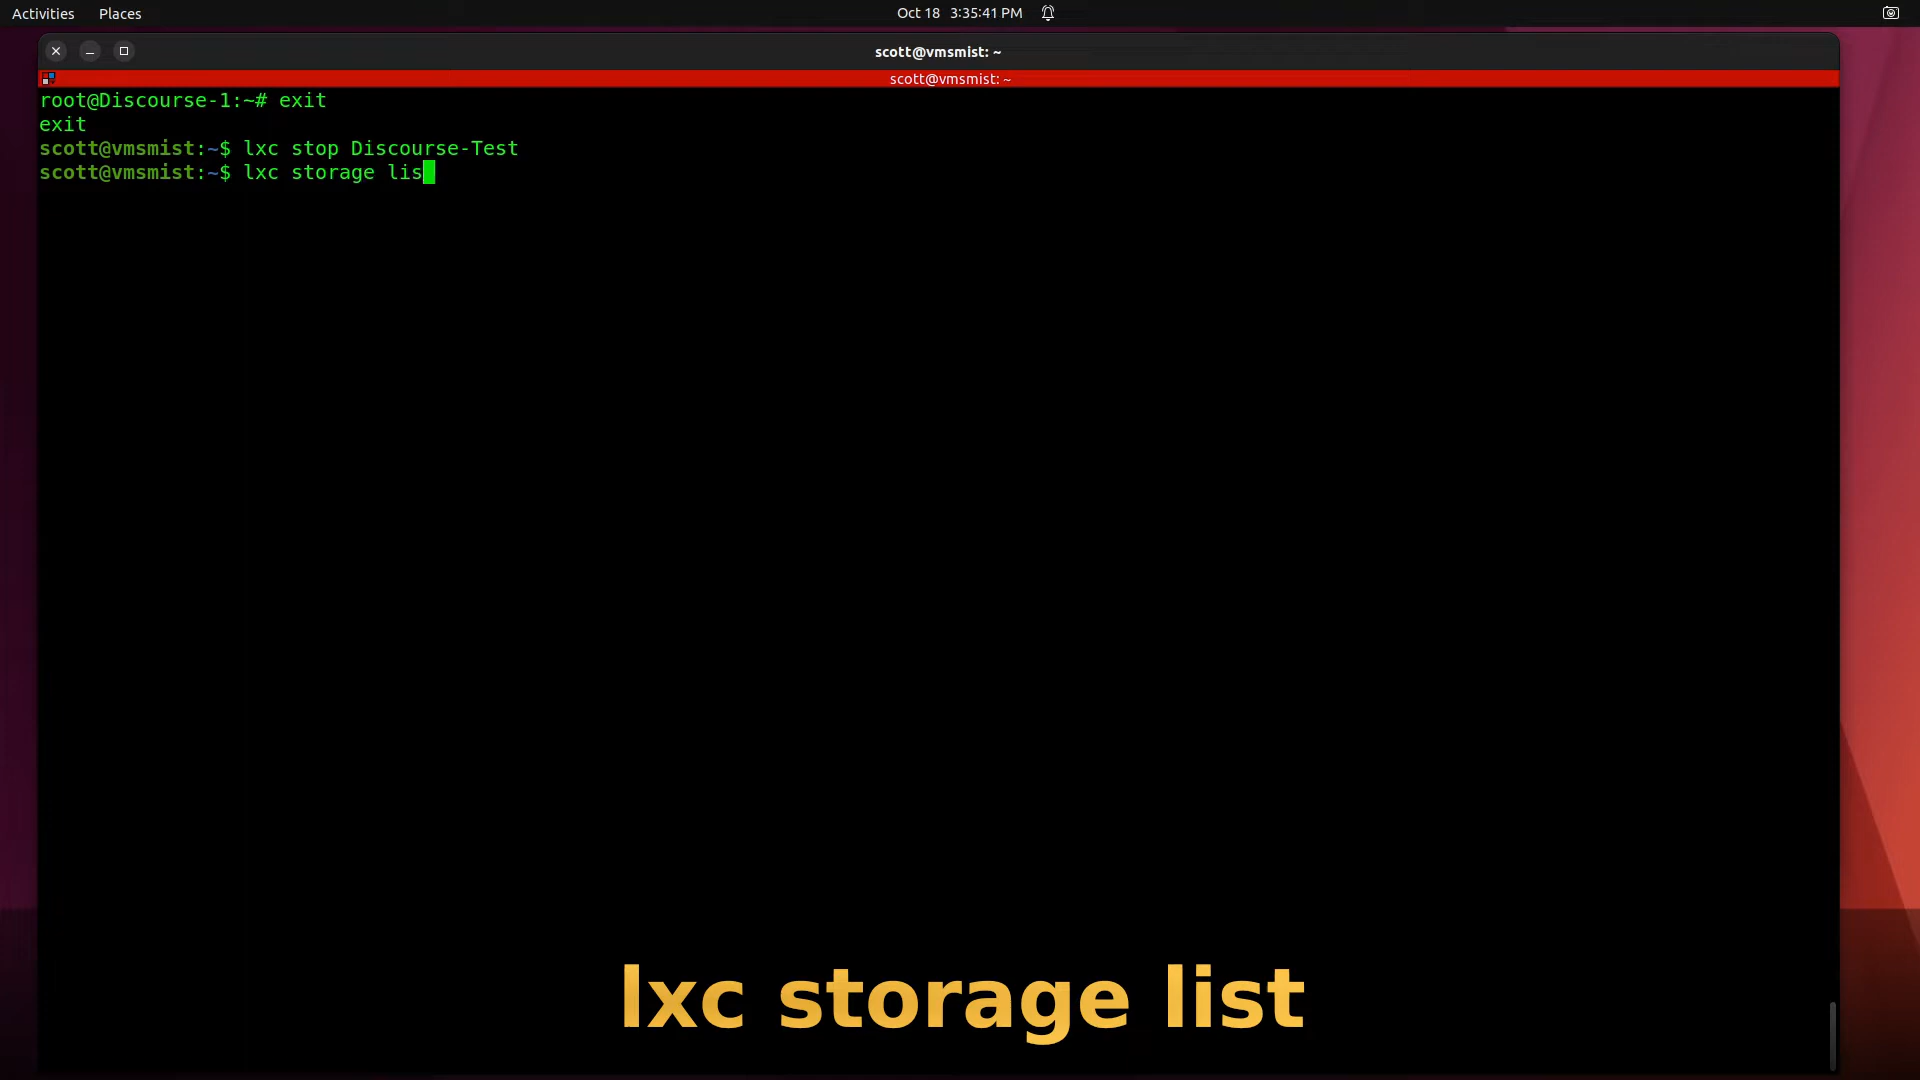 Activities Places Oct 18 3:35:41 PM
scott@vmsmist: ~
scott@vmsmist: ~
root@Discourse-1:~# exit
exit
scott@vmsmist:~$ lxc stop Discourse-Test
scott@vmsmist:~$ lxc storage lis
lxc storage list